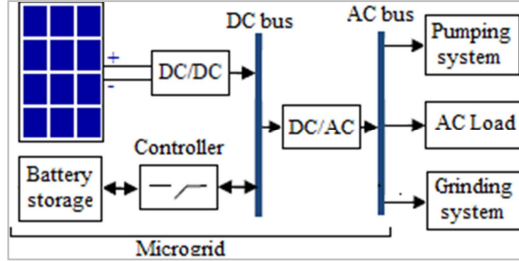 DC bus
AC bus
+
-
DC/DC
Pumping
system
DC/AC
AC Load
Controller
Battery
storage
Grinding
system
Microgrid